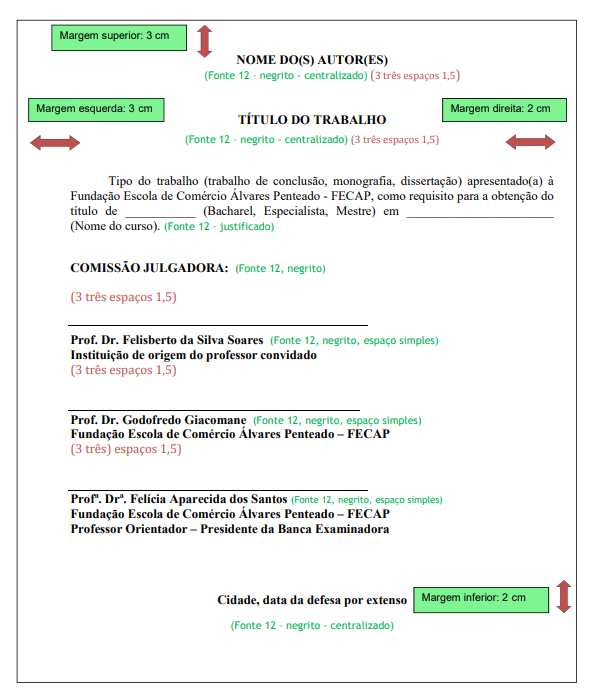 Margem superior: 3 cm
NOME DO(S) AUTOR(ES)
(Fonte 12 - negrito - centralizado) (3 três espaços 1,5)
Margem esquerda: 3 cm
Margem direita: 2 cm
TÍTULO DO TRABALHO
(Fonte 12 - negrito - centralizado) (3 três espaços 1,5)
Tipo do trabalho (trabalho de conclusão, monografia, dissertação) apresentado(a) à
Fundação Escola de Comércio Álvares Penteado - FECAP, como requisito para a obtenção do
título de ___________ (Bacharel, Especialista, Mestre) em _______________________
(Nome do curso). (Fonte 12 – justificado)
COMISSÃO JULGADORA: (Fonte 12, negrito)
(3 três espaços 1,5)
Prof. Dr. Felisberto da Silva Soares (Fonte 12, negrito, espaço simples)
Instituição de origem do professor convidado
(3 três espaços 1,5)
Prof. Dr. Godofredo Giacomane (Fonte 12, negrito, espaço simples)
Fundação Escola de Comércio Álvares Penteado – FECAP
(3 três) espaços 1,5)
Profª. Drª. Felícia Aparecida dos Santos (Fonte 12, negrito, espaço simples)
Fundação Escola de Comércio Álvares Penteado – FECAP
Professor Orientador – Presidente da Banca Examinadora
Cidade, data da defesa por extenso
Margem inferior: 2 cm
(Fonte 12 - negrito - centralizado)